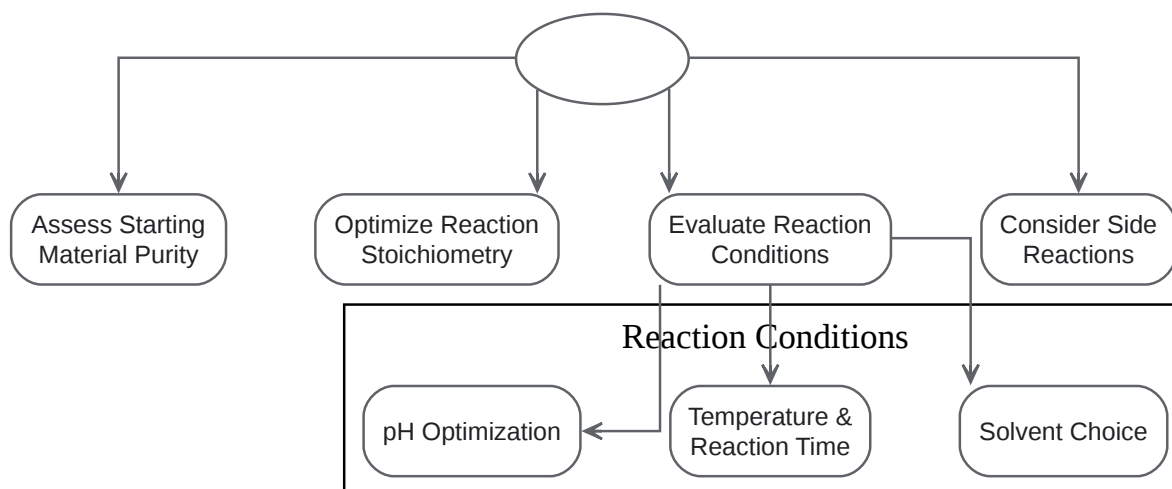 Assess Starting
Material Purity
Optimize Reaction
Stoichiometry
Evaluate Reaction
Conditions
Consider Side
Reactions
Reaction Conditions
pH Optimization
Temperature &
Reaction Time
Solvent Choice